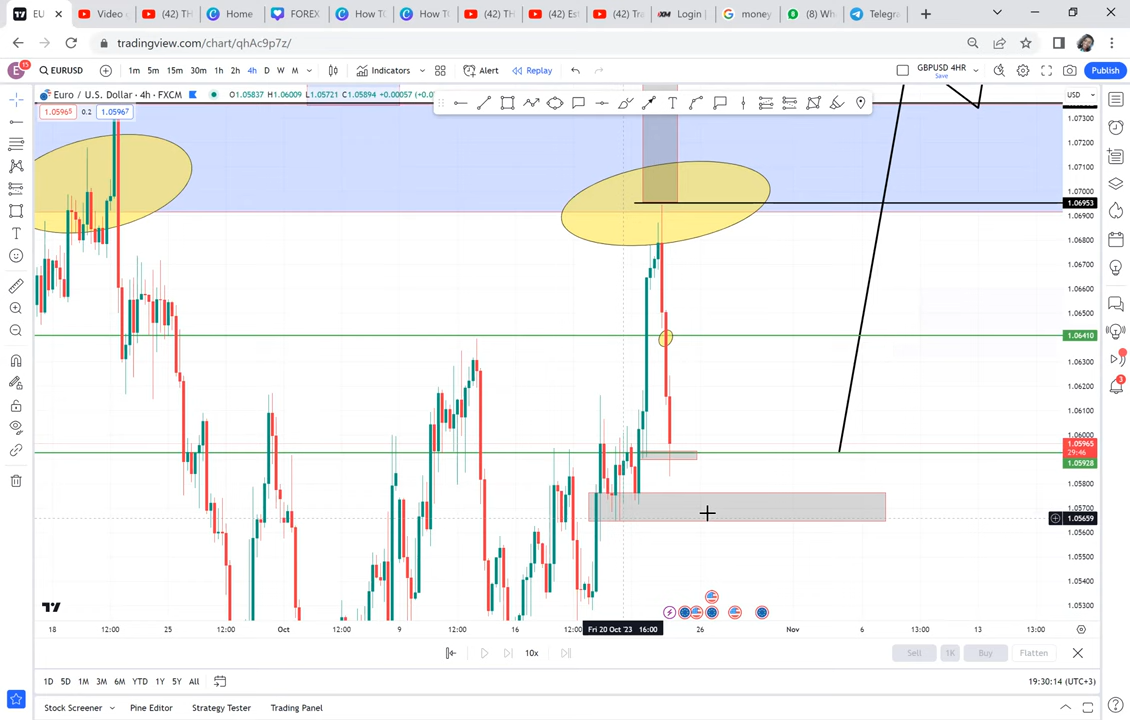 EU
Video
(42) TH
Home
FOREX
How TO
How TO
(42) TH
(42) Est
(42) Tra
Login
money
(8) Wh
Telegra
tradingview.com/chart/qhAc9p7z/
E 15 EURUSD 1m 5m 15m 30m 1h 2h 4h D W M Indicators Alert Replay GBPUSD 4HR Save Publish
Euro / U.S. Dollar · 4h · FXCM O1.05837 H1.06009 L1.05721 C1.05894 +0.00057 (+0.0
USD
1.05965 0.2 1.05967
1.07300
1.07200
1.07100
1.07000
1.06953
1.06900
1.06800
1.06700
1.06600
1.06500
1.06410
1.06300
1.06200
1.06100
1.06000
1.05965
29:46
1.05928
1.05800
1.05700
1.05659
1.05600
1.05500
1.05400
1.05300
18 12:00 25 12:00 Oct 12:00 9 12:00 16 12:00 Fri 20 Oct '23 16:00 26 Nov 6 13:00 13 13:00
10x Sell 1K Buy Flatten
1D 5D 1M 3M 6M YTD 1Y 5Y All 19:30:14 (UTC+3)
Stock Screener Pine Editor Strategy Tester Trading Panel